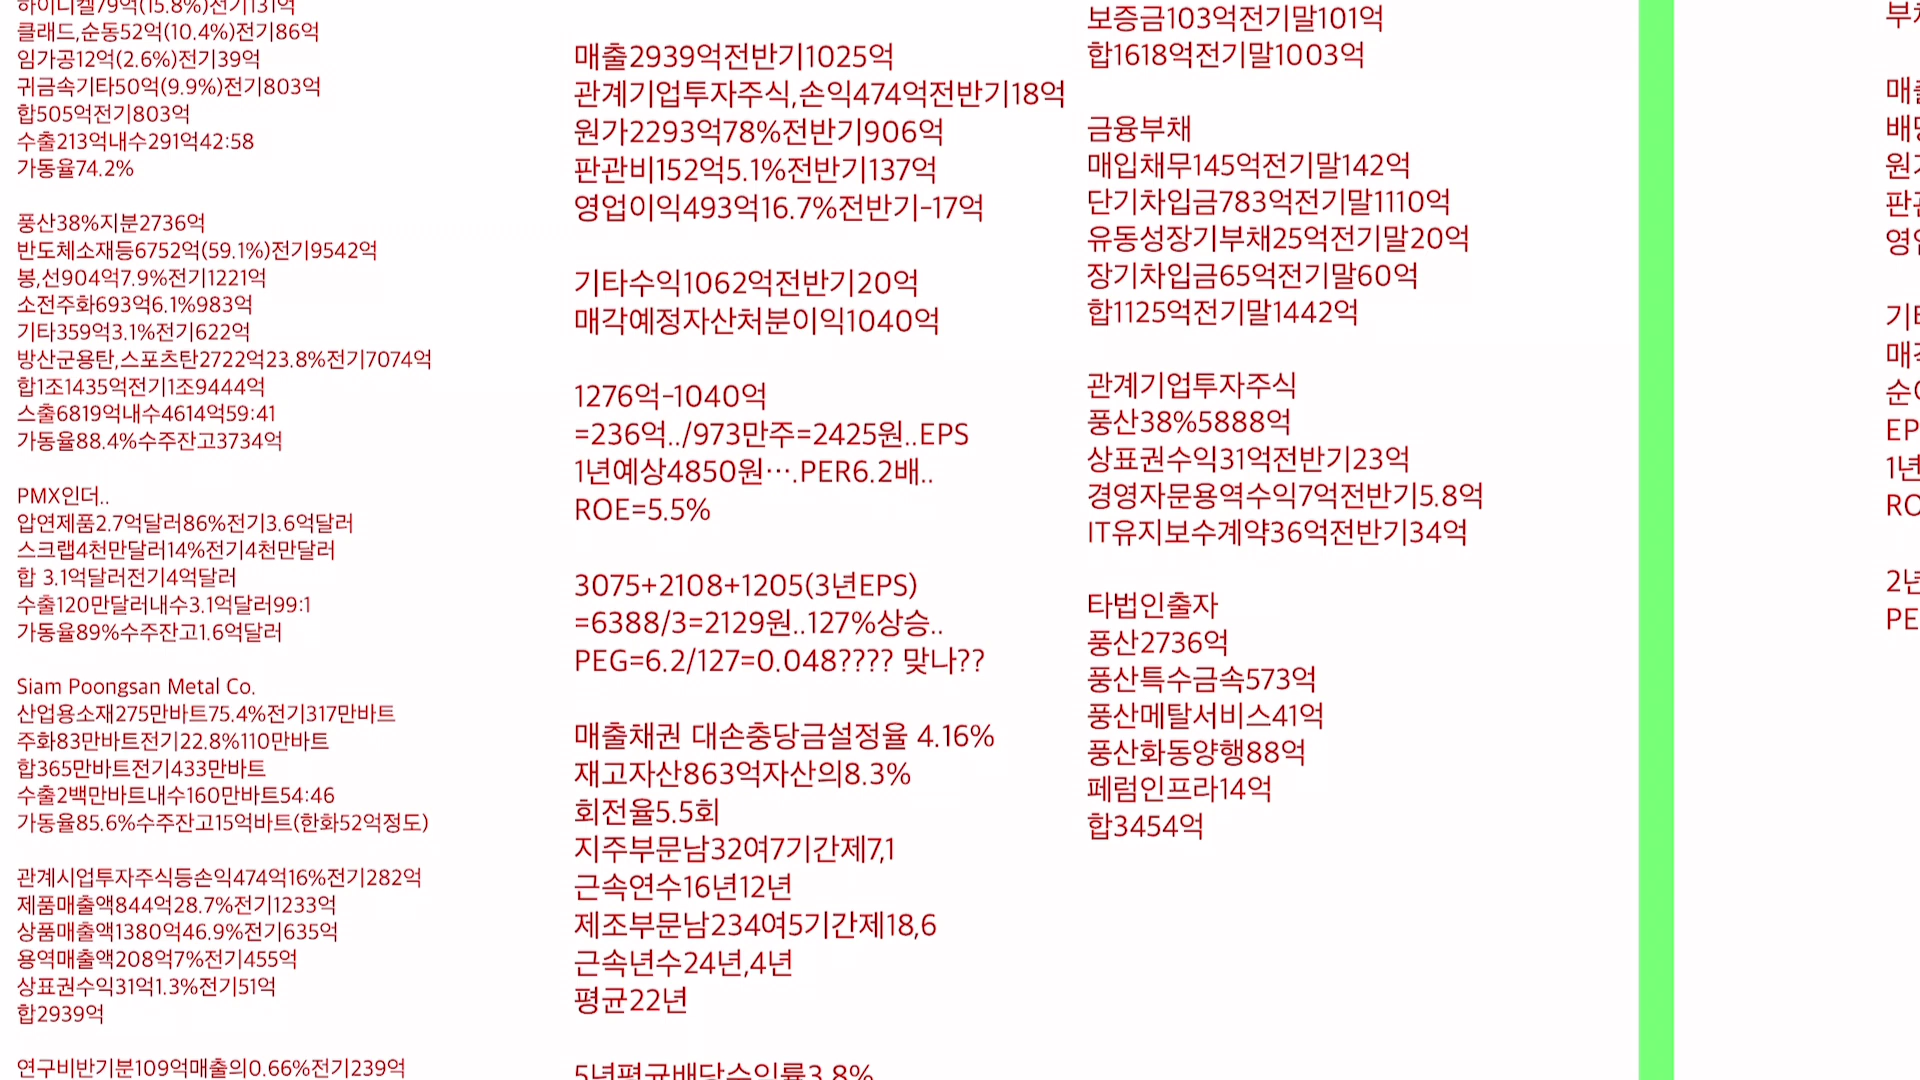 하이니켈79억(15.8%)전기131억
클래드,순동52억(10.4%)전기86억
임가공12억(2.6%)전기39억
귀금속기타50억(9.9%)전기803억
합505억전기803억
수출213억내수291억42:58
가동율74.2%
풍산38%지분2736억
반도체소재등6752억(59.1%)전기9542억
봉,선904억7.9%전기1221억
소전주화693억6.1%983억
기타359억3.1%전기622억
방산군용탄,스포츠탄2722억23.8%전기7074억
합1조1435억전기1조9444억
스출6819억내수4614억59:41
가동율88.4%수주잔고3734억
PMX인더..
압연제품2.7억달러86%전기3.6억달러
스크랩4천만달러14%전기4천만달러
합 3.1억달러전기4억달러
수출120만달러내수3.1억달러99:1
가동율89%수주잔고1.6억달러
Siam Poongsan Metal Co.
산업용소재275만바트75.4%전기317만바트
주화83만바트전기22.8%110만바트
합365만바트전기433만바트
수출2백만바트내수160만바트54:46
가동율85.6%수주잔고15억바트(한화52억정도)
관계시업투자주식등손익474억16%전기282억
제품매출액844억28.7%전기1233억
상품매출액1380억46.9%전기635억
용역매출액208억7%전기455억
상표권수익31억1.3%전기51억
합2939억
연구비반기분109억매출의0.66%전기239억
매출2939억전반기1025억
관계기업투자주식,손익474억전반기18억
원가2293억78%전반기906억
판관비152억5.1%전반기137억
영업이익493억16.7%전반기-17억
기타수익1062억전반기20억
매각예정자산처분이익1040억
1276억-1040억
=236억../973만주=2425원..EPS
1년예상4850원….PER6.2배..
ROE=5.5%
3075+2108+1205(3년EPS)
=6388/3=2129원..127%상승..
PEG=6.2/127=0.048???? 맞나??
매출채권 대손충당금설정율 4.16%
재고자산863억자산의8.3%
회전율5.5회
지주부문남32여7기간제7,1
근속연수16년12년
제조부문남234여5기간제18,6
근속년수24년,4년
평균22년
5년평균배당수익률3.8%
보증금103억전기말101억
합1618억전기말1003억
금융부채
매입채무145억전기말142억
단기차입금783억전기말1110억
유동성장기부채25억전기말20억
장기차입금65억전기말60억
합1125억전기말1442억
관계기업투자주식
풍산38%5888억
상표권수익31억전반기23억
경영자문용역수익7억전반기5.8억
IT유지보수계약36억전반기34억
타법인출자
풍산2736억
풍산특수금속573억
풍산메탈서비스41억
풍산화동양행88억
페럼인프라14억
합3454억
EP
1년
RO
2년
PE